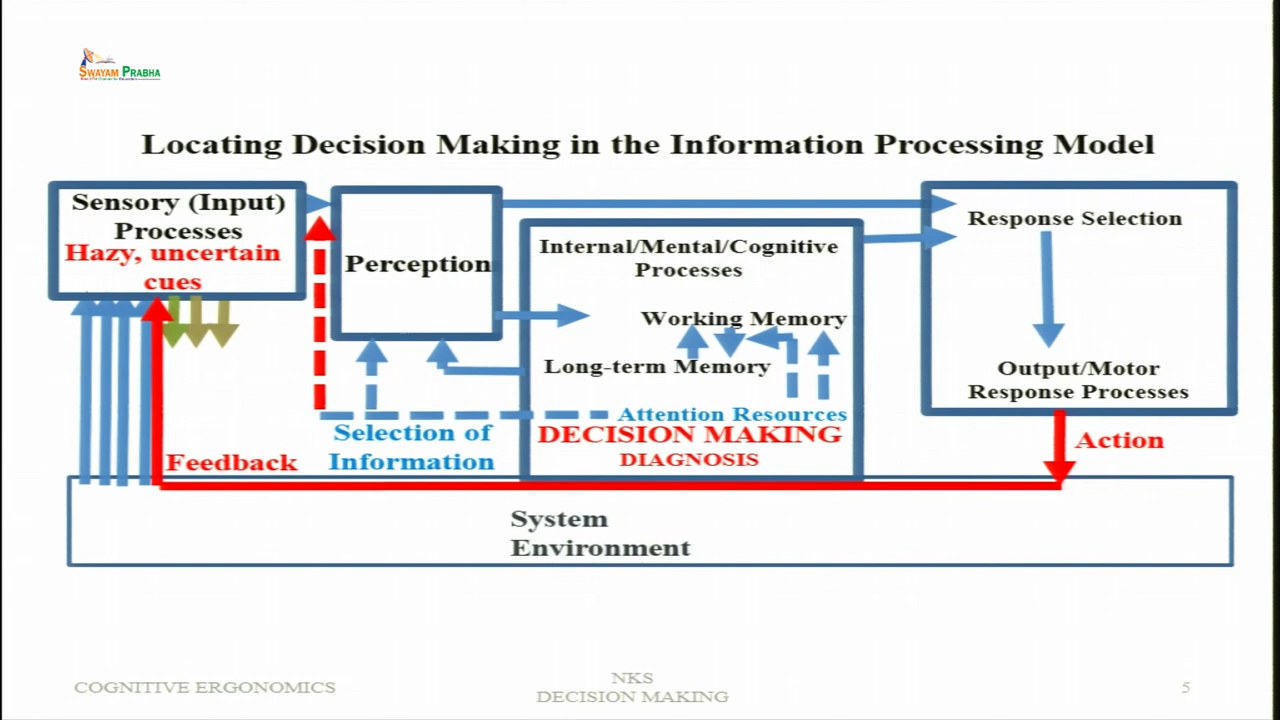 SWAYAM PRABHA
Locating Decision Making in the Information Processing Model
Sensory (Input)
Processes
Hazy, uncertain
cues
Perception
Internal/Mental/Cognitive
Processes
Working Memory
Long-term Memory
Attention Resources
DECISION MAKING
DIAGNOSIS
Response Selection
Output/Motor
Response Processes
Action
Selection of
Information
Feedback
System
Environment
COGNITIVE ERGONOMICS
NKS
DECISION MAKING
5